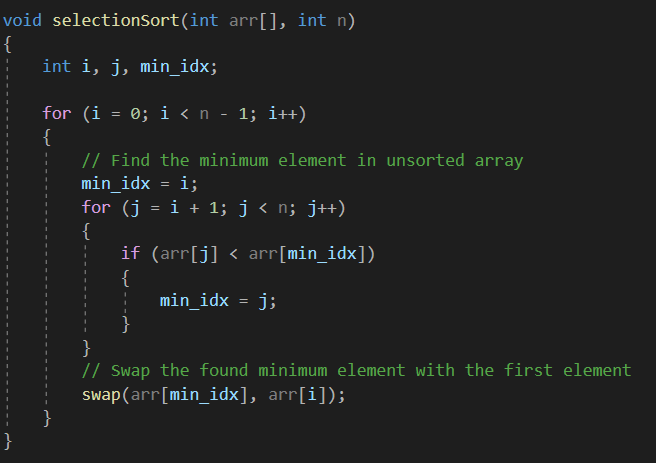 void selectionSort(int arr[], int n)
{
    int i, j, min_idx;

    for (i = 0; i < n - 1; i++)
    {
        // Find the minimum element in unsorted array
        min_idx = i;
        for (j = i + 1; j < n; j++)
        {
            if (arr[j] < arr[min_idx])
            {
                min_idx = j;
            }
        }
        // Swap the found minimum element with the first element
        swap(arr[min_idx], arr[i]);
    }
}